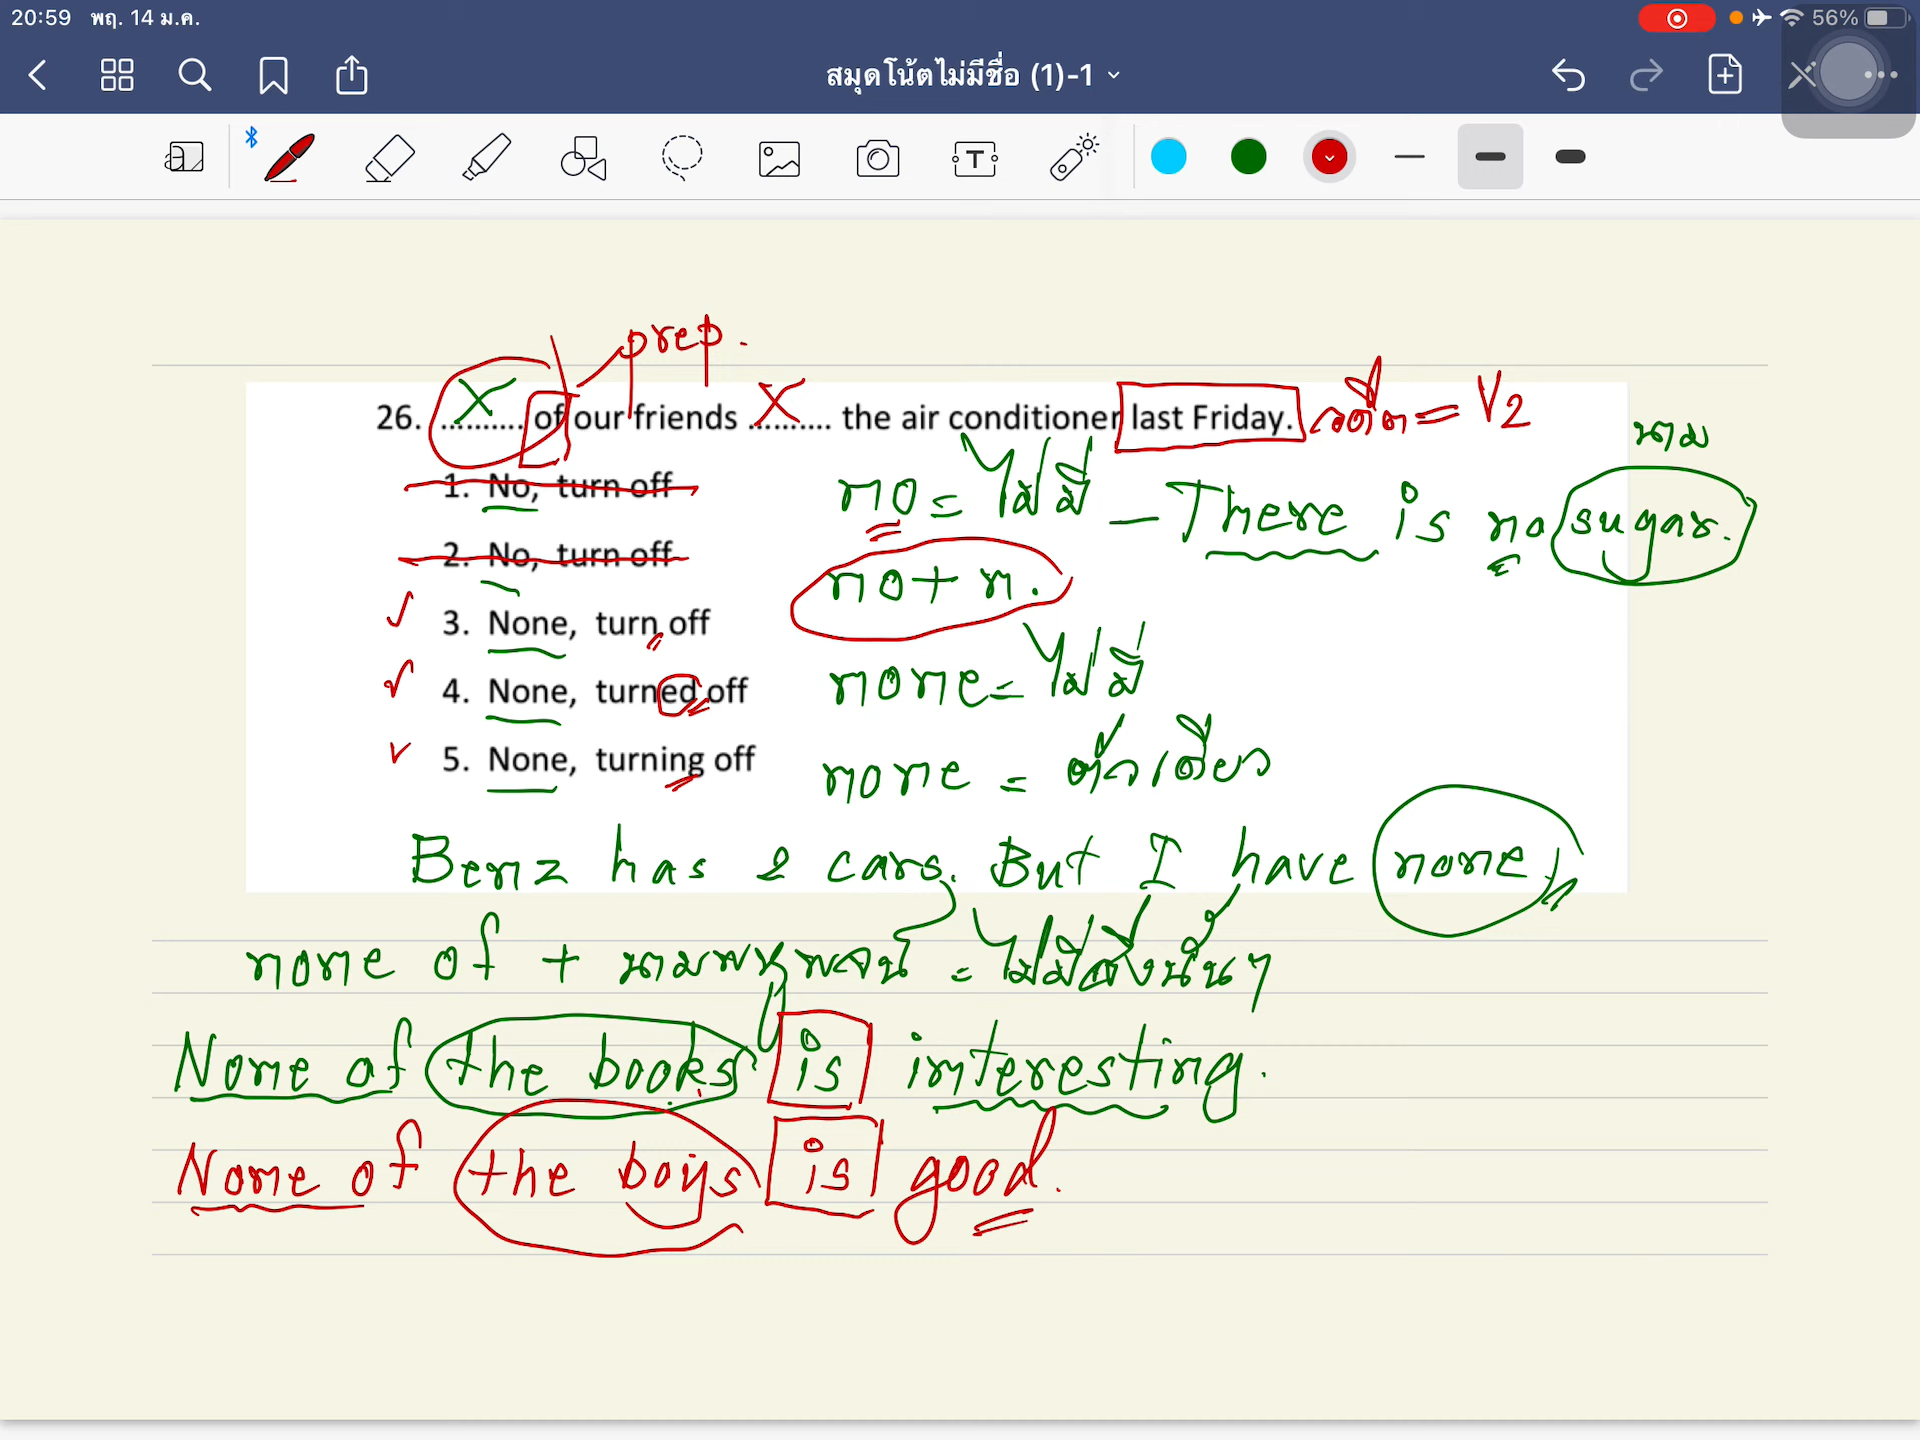 20:59 พฤ. 14 ม.ค.
56%
สมุดโน้ตไม่มีชื่อ (1)-1
prep.
26. .......... of our friends .......... the air conditioner last Friday. อดีต = V2
X X
นาม
1. No, turn off
no = ไม่มี – There is no sugar.
2. No, turn off
no + n.
3. None, turn off
4. None, turned off
none = ไม่มี
5. None, turning off
none = ตัวเดียว
Benz has 2 cars. But I have none.
none of + นามพหูพจน์ = ไม่มีสิ่งนั้นๆ
None of the books is interesting.
None of the boys is good.